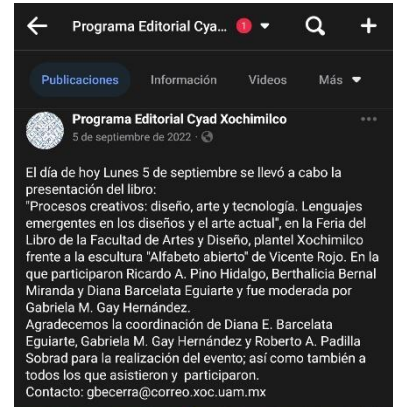 Programa Editorial Cya... 1
Publicaciones Información Videos Más
Programa Editorial Cyad Xochimilco
5 de septiembre de 2022 ·
El día de hoy Lunes 5 de septiembre se llevó a cabo la
presentación del libro:
"Procesos creativos: diseño, arte y tecnología. Lenguajes
emergentes en los diseños y el arte actual", en la Feria del
Libro de la Facultad de Artes y Diseño, plantel Xochimilco
frente a la escultura "Alfabeto abierto" de Vicente Rojo. En la
que participaron Ricardo A. Pino Hidalgo, Berthalicia Bernal
Miranda y Diana Barcelata Eguiarte y fue moderada por
Gabriela M. Gay Hernández.
Agradecemos la coordinación de Diana E. Barcelata
Eguiarte, Gabriela M. Gay Hernández y Roberto A. Padilla
Sobrad para la realización del evento; así como también a
todos los que asistieron y participaron.
Contacto: gbecerra@correo.xoc.uam.mx